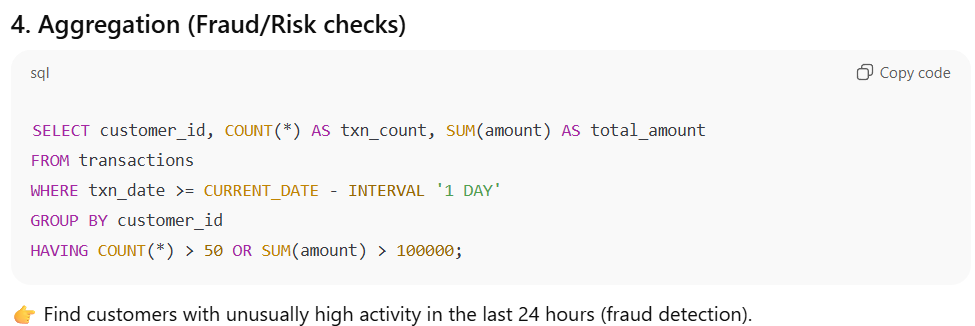 4. Aggregation (Fraud/Risk checks)
sql
Copy code
SELECT customer_id, COUNT(*) AS txn_count, SUM(amount) AS total_amount
FROM transactions
WHERE txn_date >= CURRENT_DATE - INTERVAL '1 DAY'
GROUP BY customer_id
HAVING COUNT(*) > 50 OR SUM(amount) > 100000;
👉 Find customers with unusually high activity in the last 24 hours (fraud detection).